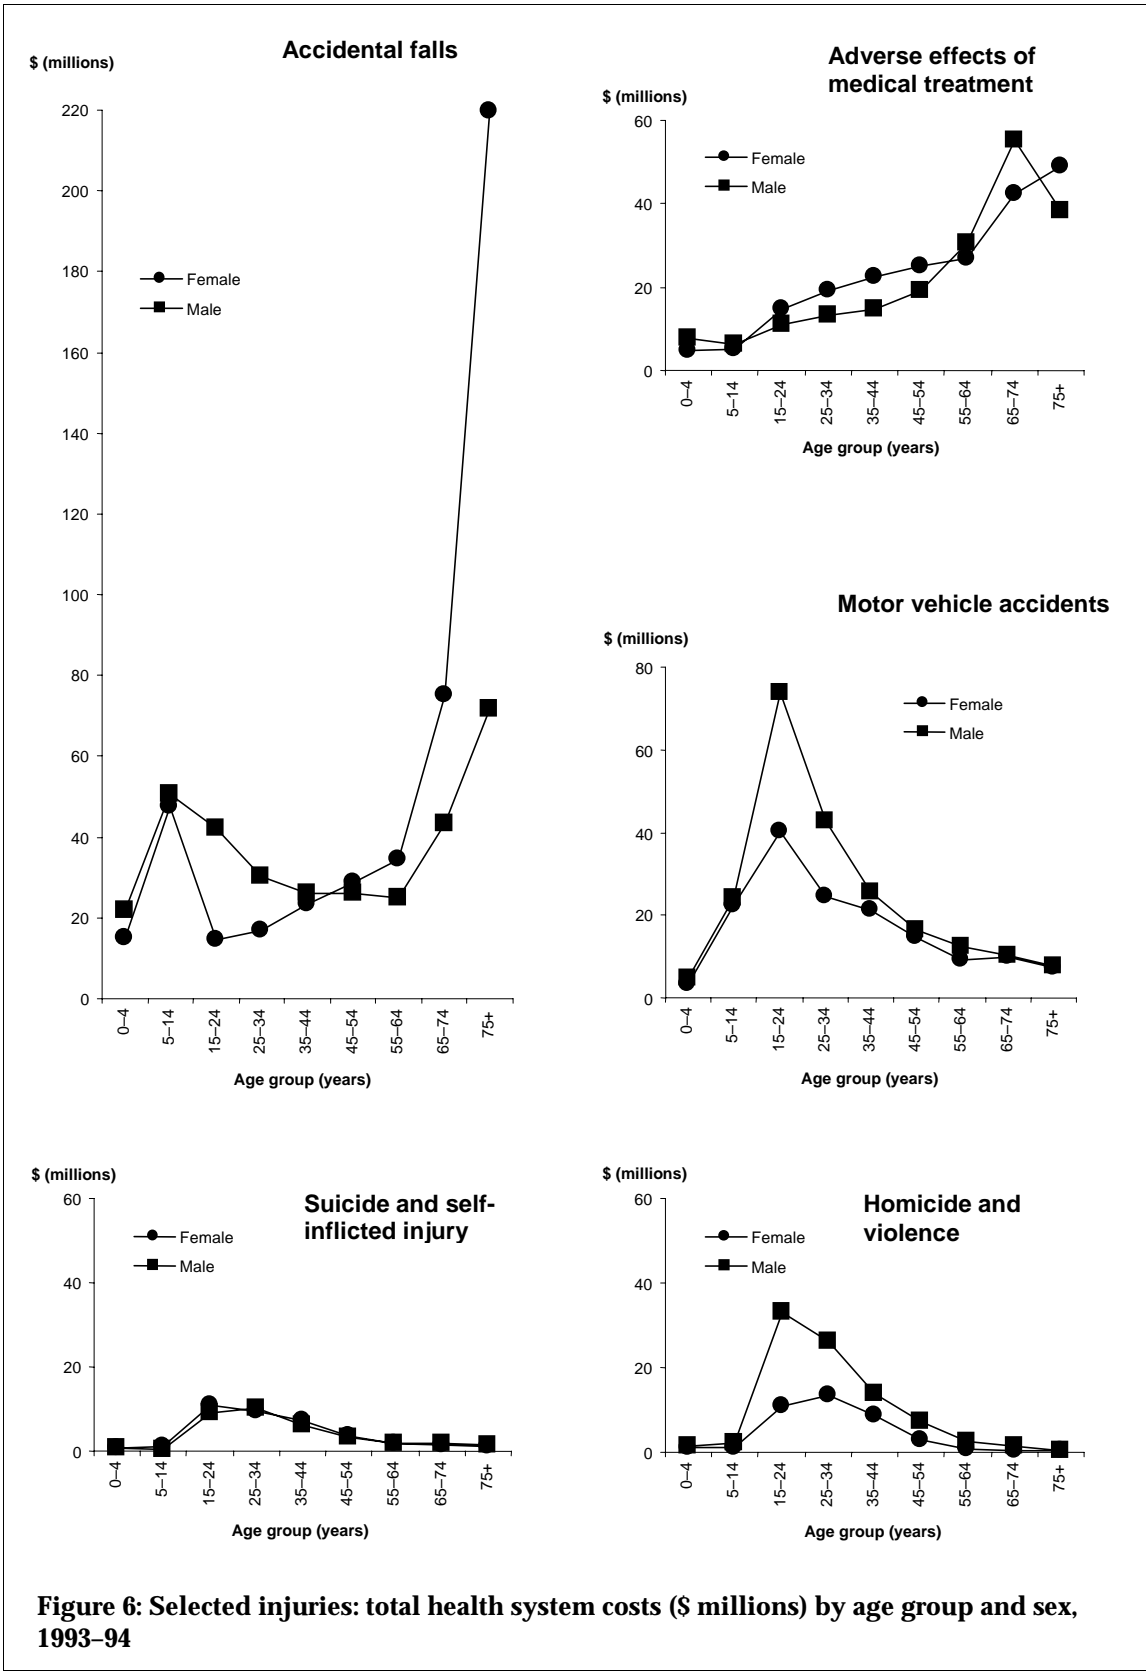 Accidental falls
$ (millions)
220
200
180
160
140
120
100
80
60
40
20
0
Female
Male
0–4
5–14
15–24
25–34
35–44
45–54
55–64
65–74
75+
Age group (years)
Adverse effects of
medical treatment
$ (millions)
60
40
20
0
Female
Male
0–4
5–14
15–24
25–34
35–44
45–54
55–64
65–74
75+
Age group (years)
Motor vehicle accidents
$ (millions)
80
60
40
20
0
Female
Male
0–4
5–14
15–24
25–34
35–44
45–54
55–64
65–74
75+
Age group (years)
$ (millions)
Suicide and self-
inflicted injury
60
40
20
0
Female
Male
0–4
5–14
15–24
25–34
35–44
45–54
55–64
65–74
75+
Age group (years)
$ (millions)
Homicide and
violence
60
40
20
0
Female
Male
0–4
5–14
15–24
25–34
35–44
45–54
55–64
65–74
75+
Age group (years)
Figure 6: Selected injuries: total health system costs ($ millions) by age group and sex,
1993–94